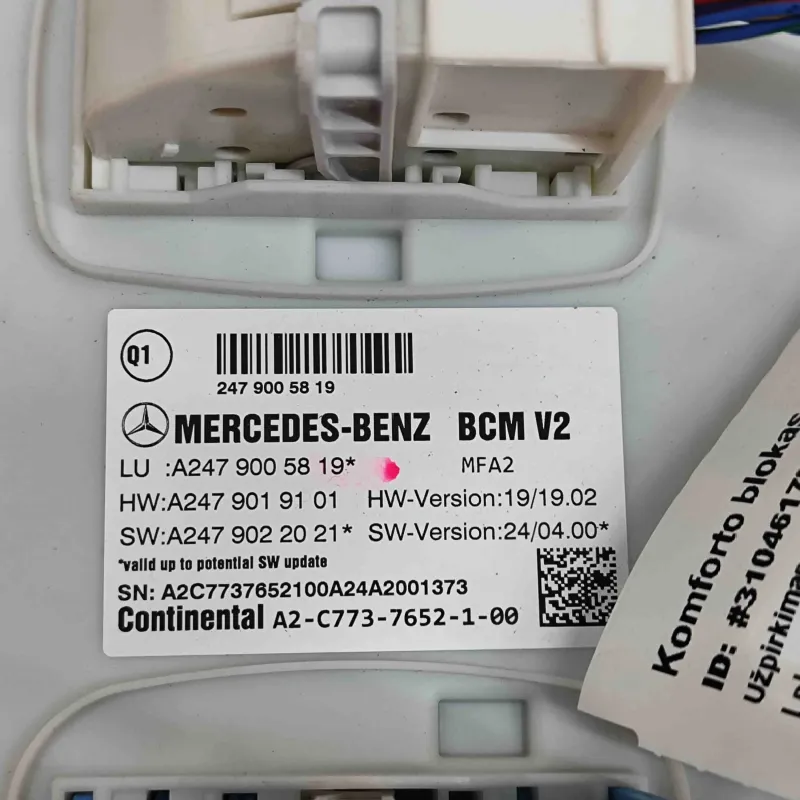 Q1
247 900 58 19
MERCEDES-BENZ BCM V2
LU :A247 900 58 19* MFA2
HW:A247 901 91 01 HW-Version:19/19.02
SW:A247 902 20 21* SW-Version:24/04.00*
*valid up to potential SW update
SN: A2C7737652100A24A2001373
Continental A2-C773-7652-1-00
Komforto blokas
ID: